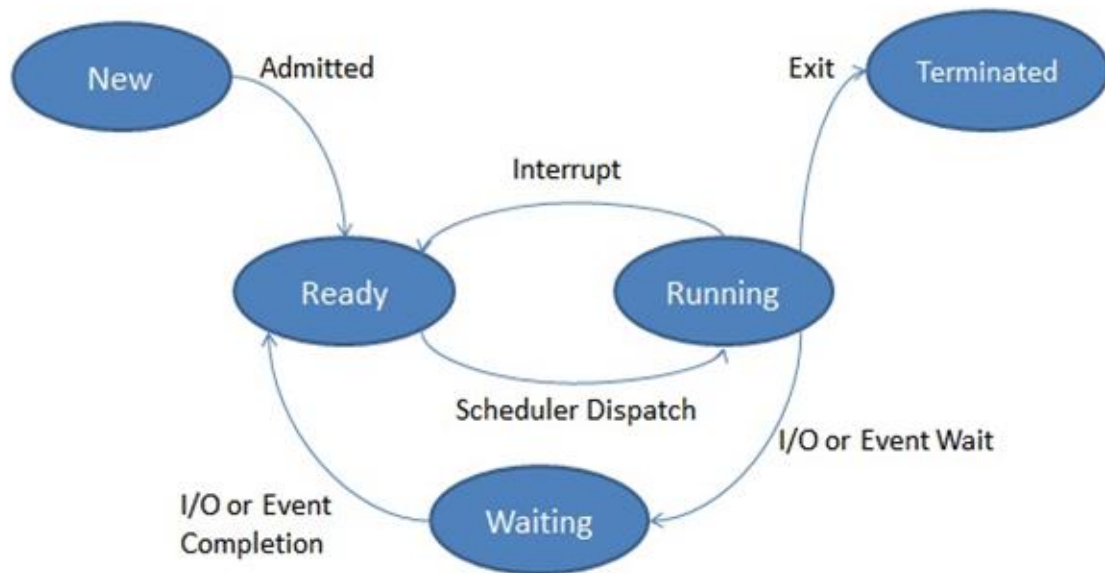 New
Admitted
Exit
Terminated
Interrupt
Ready
Running
Scheduler Dispatch
I/O or Event Wait
I/O or Event
Completion
Waiting